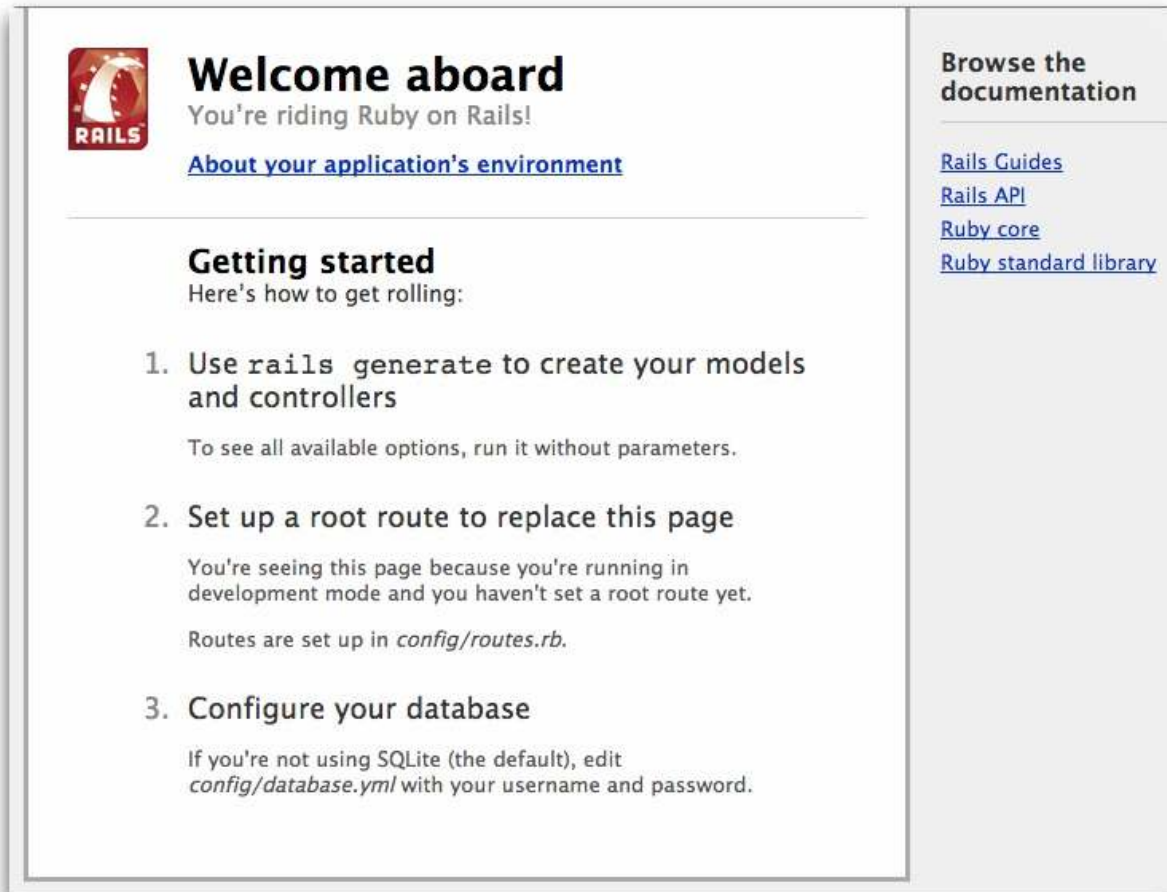 RAILS
Welcome aboard
You're riding Ruby on Rails!
About your application's environment
Getting started
Here's how to get rolling:
1. Use rails generate to create your models
and controllers
To see all available options, run it without parameters.
2. Set up a root route to replace this page
You're seeing this page because you're running in
development mode and you haven't set a root route yet.
Routes are set up in config/routes.rb.
3. Configure your database
If you're not using SQLite (the default), edit
config/database.yml with your username and password.
Browse the
documentation
Rails Guides
Rails API
Ruby core
Ruby standard library